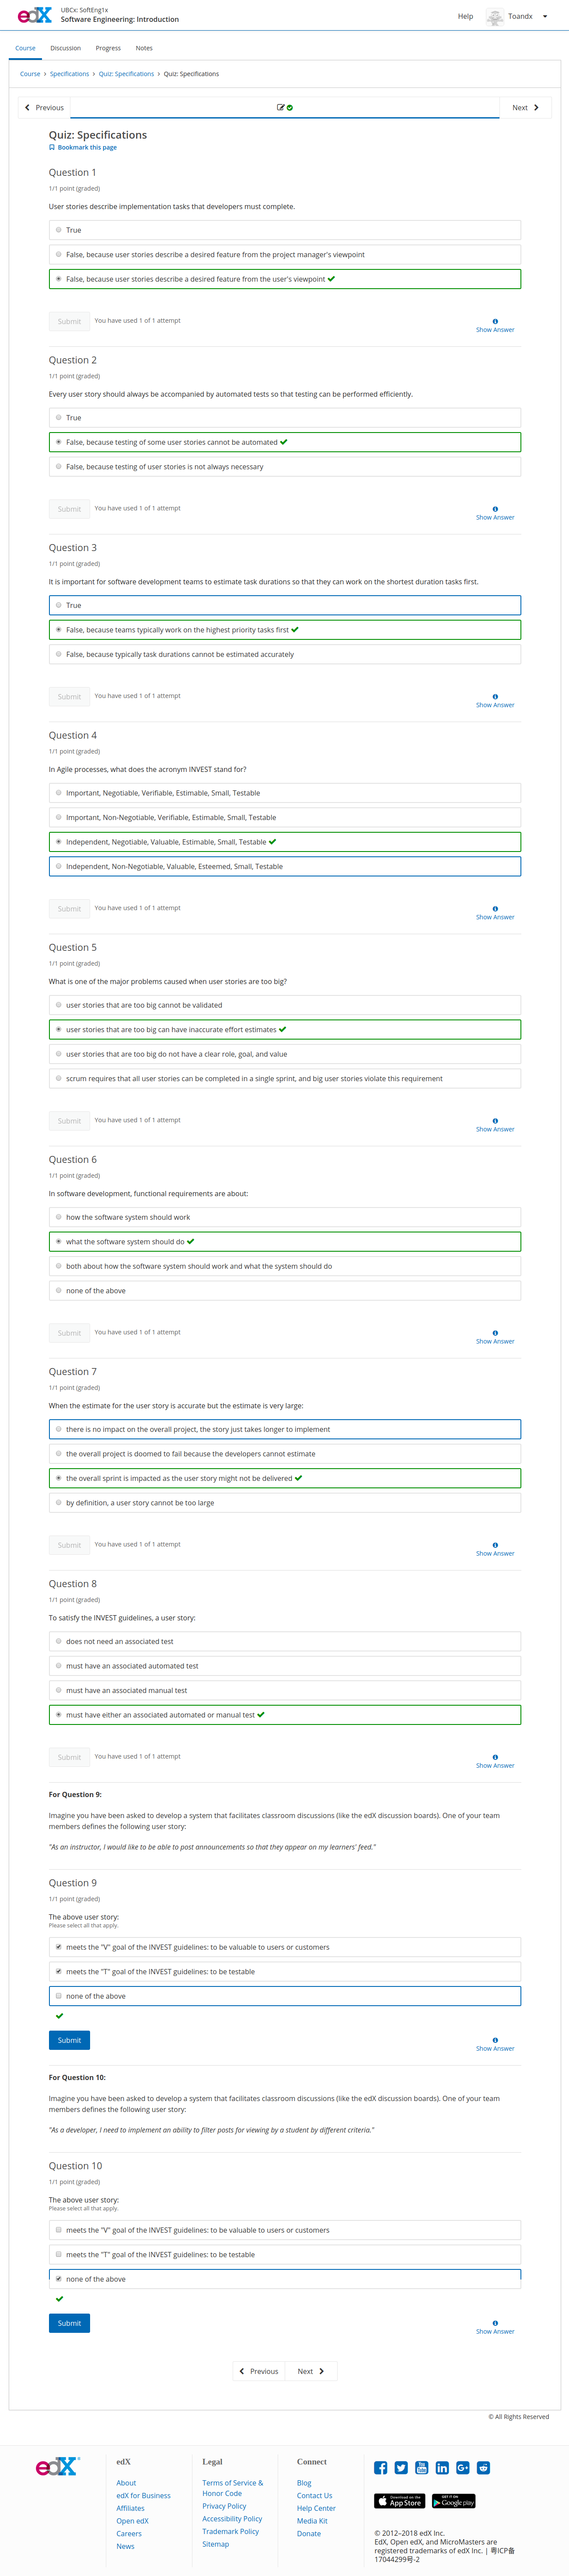 edX
UBCx: SoftEng1x
Software Engineering: Introduction
Help
Toandx
Course
Discussion
Progress
Notes
Course › Specifications › Quiz: Specifications › Quiz: Specifications
Previous
Next
Quiz: Specifications
Bookmark this page
Question 1
1/1 point (graded)
User stories describe implementation tasks that developers must complete.
True
False, because user stories describe a desired feature from the project manager's viewpoint
False, because user stories describe a desired feature from the user's viewpoint
Submit
You have used 1 of 1 attempt
Show Answer
Question 2
1/1 point (graded)
Every user story should always be accompanied by automated tests so that testing can be performed efficiently.
True
False, because testing of some user stories cannot be automated
False, because testing of user stories is not always necessary
Submit
You have used 1 of 1 attempt
Show Answer
Question 3
1/1 point (graded)
It is important for software development teams to estimate task durations so that they can work on the shortest duration tasks first.
True
False, because teams typically work on the highest priority tasks first
False, because typically task durations cannot be estimated accurately
Submit
You have used 1 of 1 attempt
Show Answer
Question 4
1/1 point (graded)
In Agile processes, what does the acronym INVEST stand for?
Important, Negotiable, Verifiable, Estimable, Small, Testable
Important, Non-Negotiable, Verifiable, Estimable, Small, Testable
Independent, Negotiable, Valuable, Estimable, Small, Testable
Independent, Non-Negotiable, Valuable, Esteemed, Small, Testable
Submit
You have used 1 of 1 attempt
Show Answer
Question 5
1/1 point (graded)
What is one of the major problems caused when user stories are too big?
user stories that are too big cannot be validated
user stories that are too big can have inaccurate effort estimates
user stories that are too big do not have a clear role, goal, and value
scrum requires that all user stories can be completed in a single sprint, and big user stories violate this requirement
Submit
You have used 1 of 1 attempt
Show Answer
Question 6
1/1 point (graded)
In software development, functional requirements are about:
how the software system should work
what the software system should do
both about how the software system should work and what the system should do
none of the above
Submit
You have used 1 of 1 attempt
Show Answer
Question 7
1/1 point (graded)
When the estimate for the user story is accurate but the estimate is very large:
there is no impact on the overall project, the story just takes longer to implement
the overall project is doomed to fail because the developers cannot estimate
the overall sprint is impacted as the user story might not be delivered
by definition, a user story cannot be too large
Submit
You have used 1 of 1 attempt
Show Answer
Question 8
1/1 point (graded)
To satisfy the INVEST guidelines, a user story:
does not need an associated test
must have an associated automated test
must have an associated manual test
must have either an associated automated or manual test
Submit
You have used 1 of 1 attempt
Show Answer
For Question 9:
Imagine you have been asked to develop a system that facilitates classroom discussions (like the edX discussion boards). One of your team
members defines the following user story:
"As an instructor, I would like to be able to post announcements so that they appear on my learners' feed."
Question 9
1/1 point (graded)
The above user story:
Please select all that apply.
meets the "V" goal of the INVEST guidelines: to be valuable to users or customers
meets the "T" goal of the INVEST guidelines: to be testable
none of the above
Submit
Show Answer
For Question 10:
Imagine you have been asked to develop a system that facilitates classroom discussions (like the edX discussion boards). One of your team
members defines the following user story:
"As a developer, I need to implement an ability to filter posts for viewing by a student by different criteria."
Question 10
1/1 point (graded)
The above user story:
Please select all that apply.
meets the "V" goal of the INVEST guidelines: to be valuable to users or customers
meets the "T" goal of the INVEST guidelines: to be testable
none of the above
Submit
Show Answer
Previous
Next
© All Rights Reserved
edX
edX
About
edX for Business
Affiliates
Open edX
Careers
News
Legal
Terms of Service &
Honor Code
Privacy Policy
Accessibility Policy
Trademark Policy
Sitemap
Connect
Blog
Contact Us
Help Center
Media Kit
Donate
Download on the
App Store
GET IT ON
Google play
© 2012–2018 edX Inc.
EdX, Open edX, and MicroMasters are
registered trademarks of edX Inc. | 粤ICP备
17044299号-2